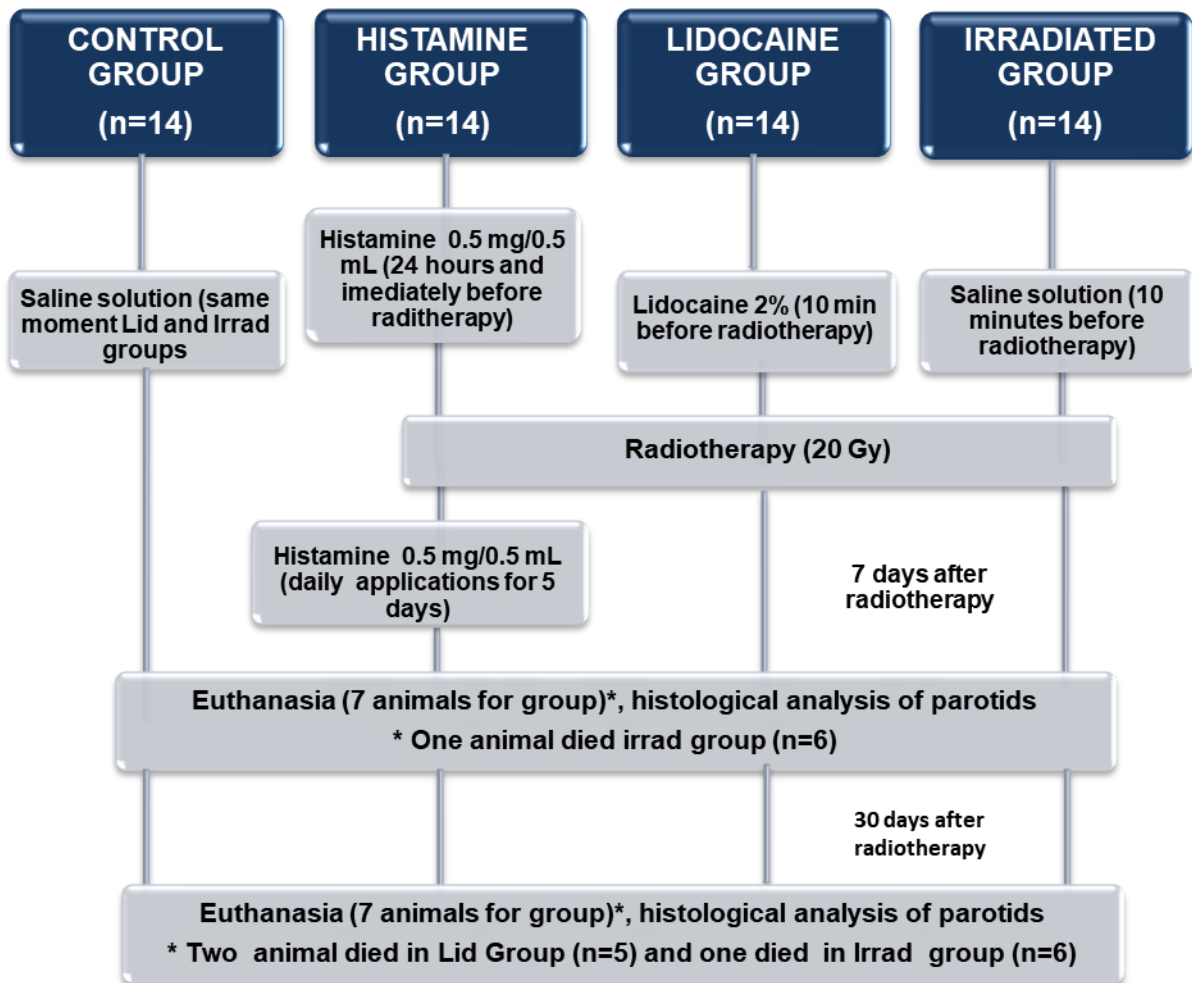 CONTROL
GROUP
(n=14)
HISTAMINE
GROUP
(n=14)
LIDOCAINE
GROUP
(n=14)
IRRADIATED
GROUP
(n=14)
Saline solution (same
moment Lid and Irrad
groups
Histamine 0.5 mg/0.5
mL (24 hours and
imediately before
raditherapy)
Lidocaine 2% (10 min
before radiotherapy)
Saline solution (10
minutes before
radiotherapy)
Radiotherapy (20 Gy)
Histamine 0.5 mg/0.5 mL
(daily applications for 5
days)
7 days after
radiotherapy
Euthanasia (7 animals for group)*, histological analysis of parotids
* One animal died irrad group (n=6)
30 days after
radiotherapy
Euthanasia (7 animals for group)*, histological analysis of parotids
* Two animal died in Lid Group (n=5) and one died in Irrad group (n=6)